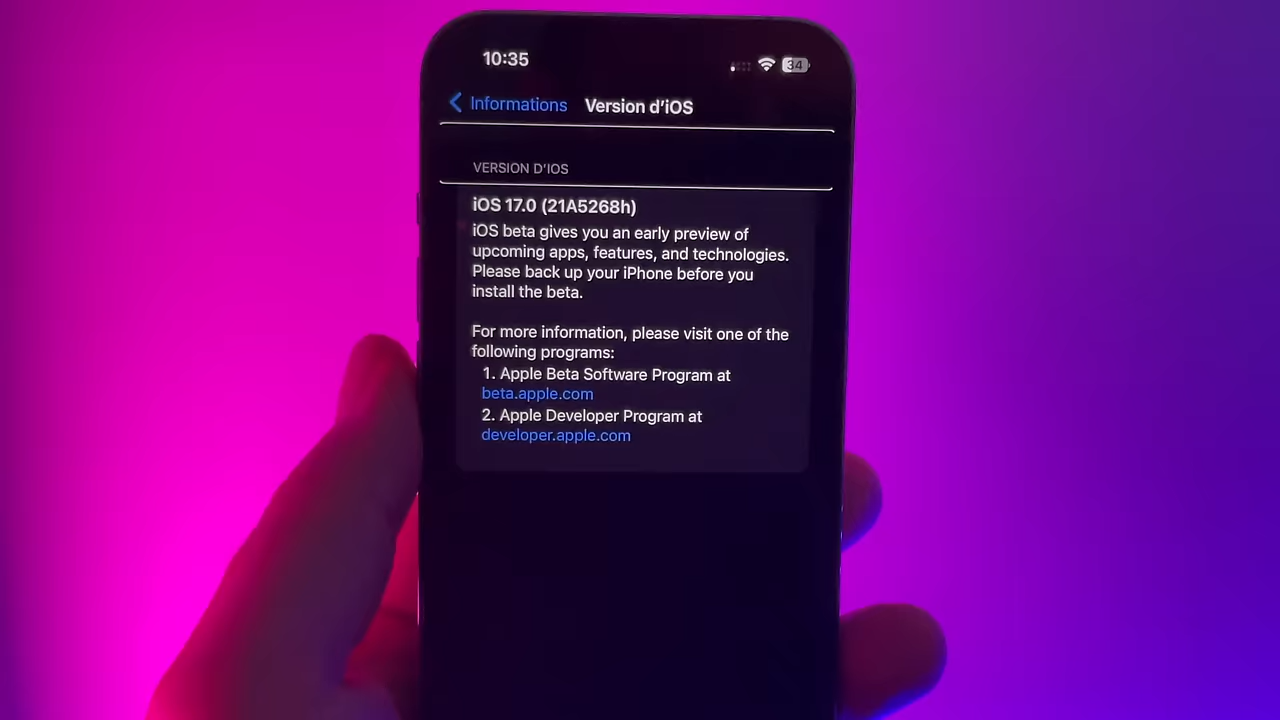 10:35
34
Informations
Version d'iOS
VERSION D'IOS
iOS 17.0 (21A5268h)
iOS beta gives you an early preview of
upcoming apps, features, and technologies.
Please back up your iPhone before you
install the beta.
For more information, please visit one of the
following programs:
1. Apple Beta Software Program at
beta.apple.com
2. Apple Developer Program at
developer.apple.com